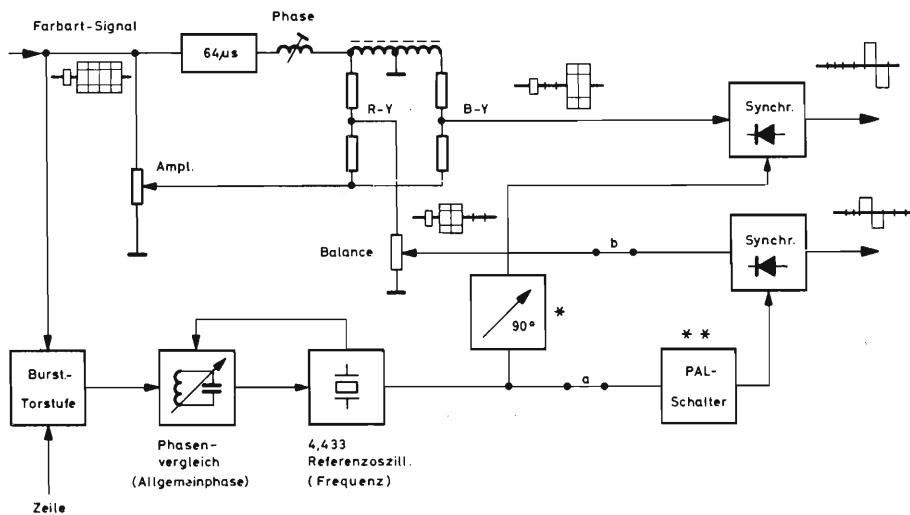 Phase
Farbart-Signal
64µs
R-Y
B-Y
Synchr.
Ampl.
Balance
b
Synchr.
90°
*
**
Burst.-
Torstufe
a
PAL-
Schalter
Phasen-
vergleich
(Allgemeinphase)
4,433
Referenzoszill.
(Frequenz)
Zeile